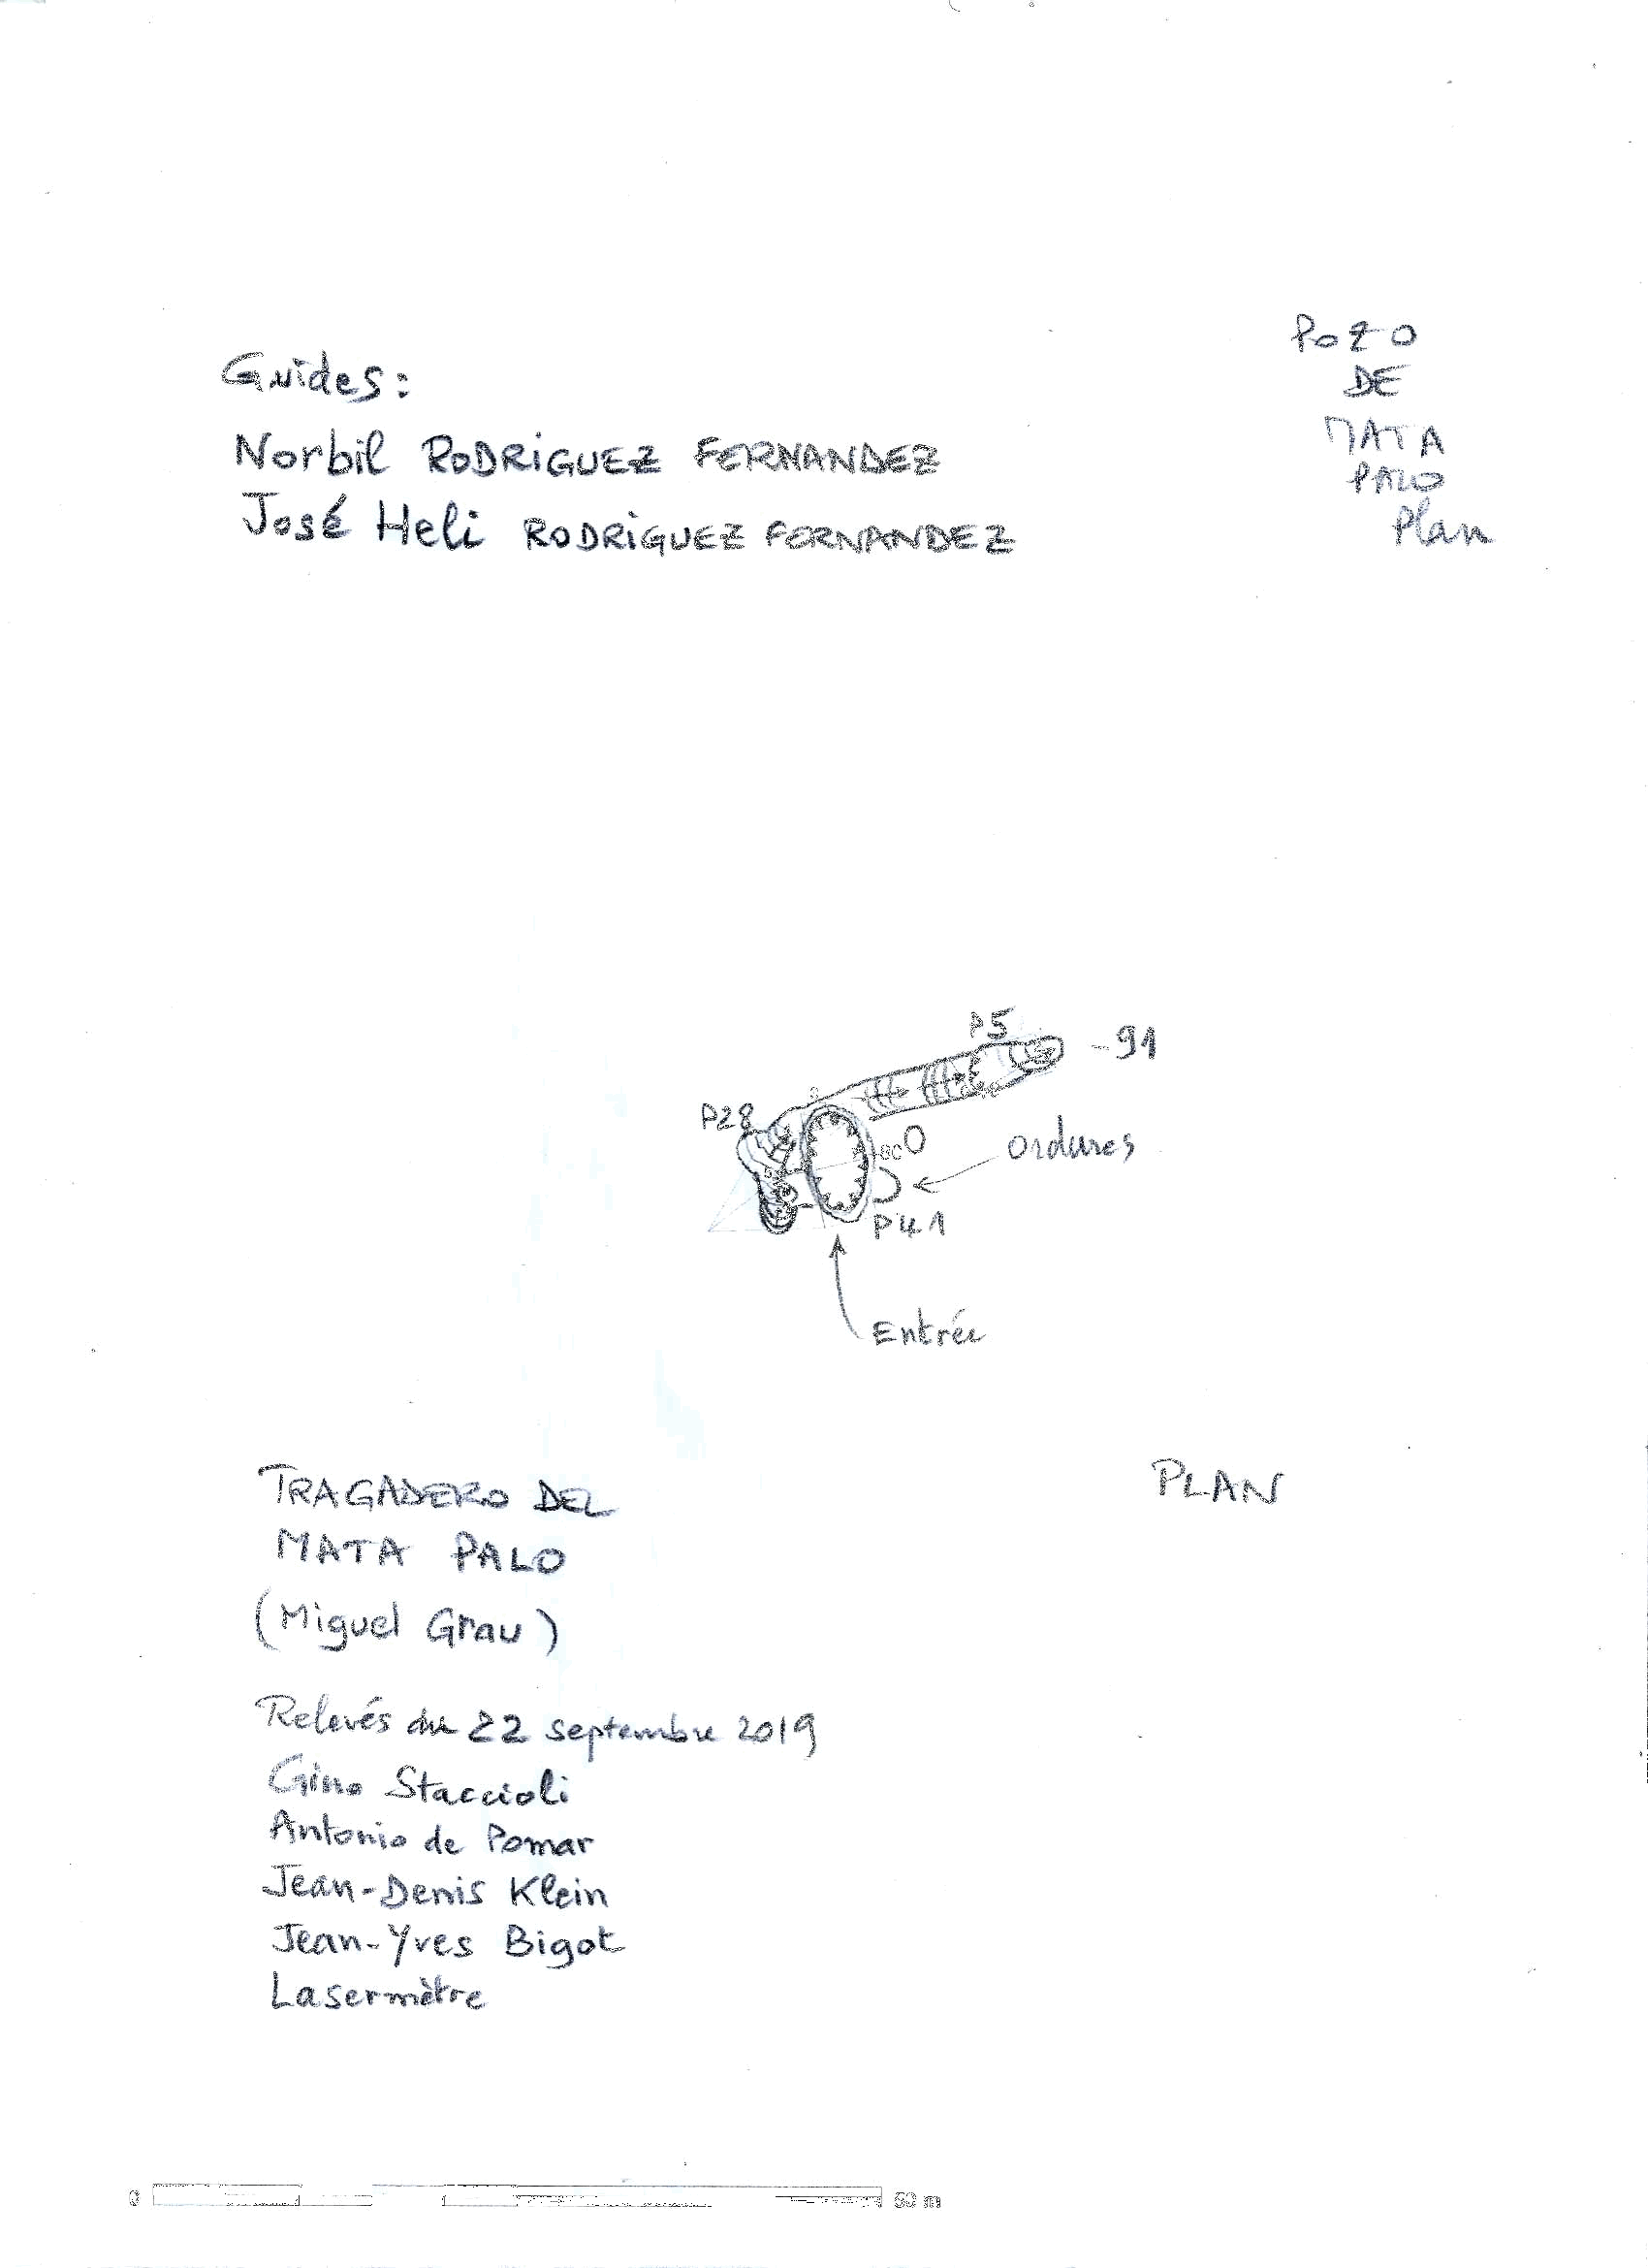 Guides:
Norbil RODRIGUEZ FERNANDEZ
José Heli RODRIGUEZ FERNANDEZ
POZO
DE
MATA
PALO
Plan
P5
-91
P28
Ordures
P41
Entrée
TRAGADERO DEL
MATA PALO
(Miguel Grau)
PLAN
Relevés du 22 septembre 2019
Gino Staccioli
Antonio de Pomar
Jean-Denis Klein
Jean-Yves Bigot
Lasermètre
0 50 m